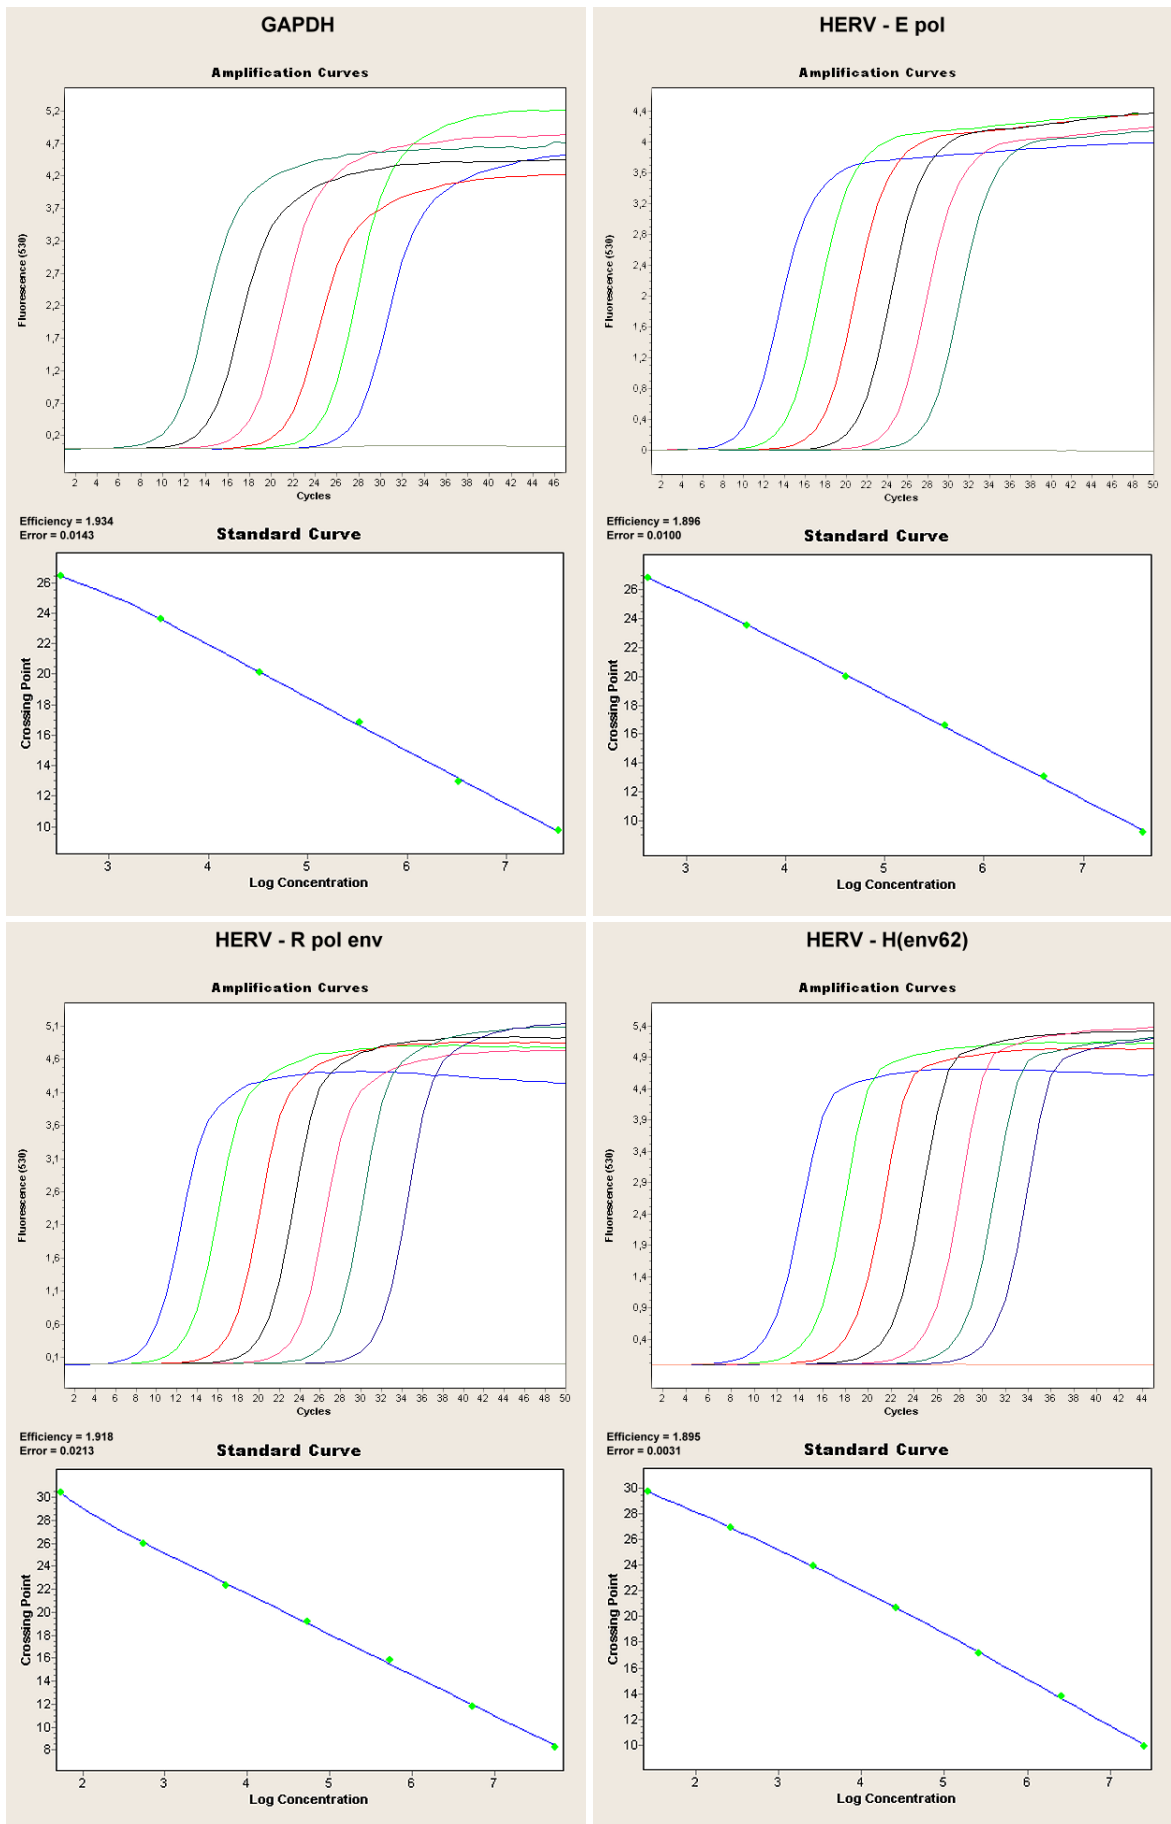 GAPDH
Amplification Curves
5,2
4,7
4,2
3,7
3,2
2,7
2,2
1,7
1,2
0,7
0,2
Fluorescence (530)
2 4 6 8 10 12 14 16 18 20 22 24 26 28 30 32 34 36 38 40 42 44 46
Cycles
Efficiency = 1.934
Error = 0.0143
Standard Curve
26
24
22
20
18
16
14
12
10
Crossing Point
3 4 5 6 7
Log Concentration
HERV - E pol
Amplification Curves
4,4
4
3,6
3,2
2,8
2,4
2
1,6
1,2
0,8
0,4
0
Fluorescence (530)
2 4 6 8 10 12 14 16 18 20 22 24 26 28 30 32 34 36 38 40 42 44 46 48 50
Cycles
Efficiency = 1.896
Error = 0.0100
Standard Curve
26
24
22
20
18
16
14
12
10
Crossing Point
3 4 5 6 7
Log Concentration
HERV - R pol env
Amplification Curves
5,1
4,6
4,1
3,6
3,1
2,6
2,1
1,6
1,1
0,6
0,1
Fluorescence (530)
2 4 6 8 10 12 14 16 18 20 22 24 26 28 30 32 34 36 38 40 42 44 46 48 50
Cycles
Efficiency = 1.918
Error = 0.0213
Standard Curve
30
28
26
24
22
20
18
16
14
12
10
8
Crossing Point
2 3 4 5 6 7
Log Concentration
HERV - H(env62)
Amplification Curves
5,4
4,9
4,4
3,9
3,4
2,9
2,4
1,9
1,4
0,9
0,4
Fluorescence (530)
2 4 6 8 10 12 14 16 18 20 22 24 26 28 30 32 34 36 38 40 42 44
Cycles
Efficiency = 1.895
Error = 0.0031
Standard Curve
30
28
26
24
22
20
18
16
14
12
10
Crossing Point
2 3 4 5 6 7
Log Concentration